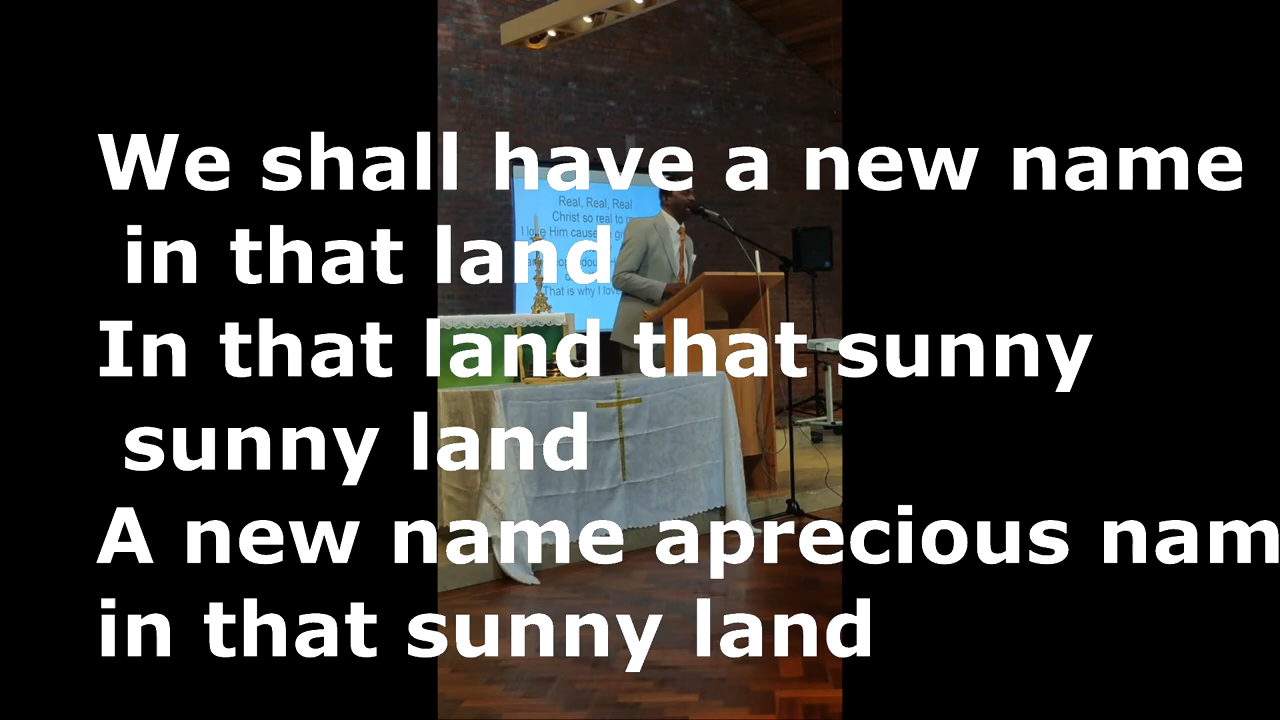 We shall have a new name
in that land
In that land that sunny
sunny land
A new name aprecious nam
in that sunny land
Real, Real, Real
Christ so real to
I love Him cause
That is why I love